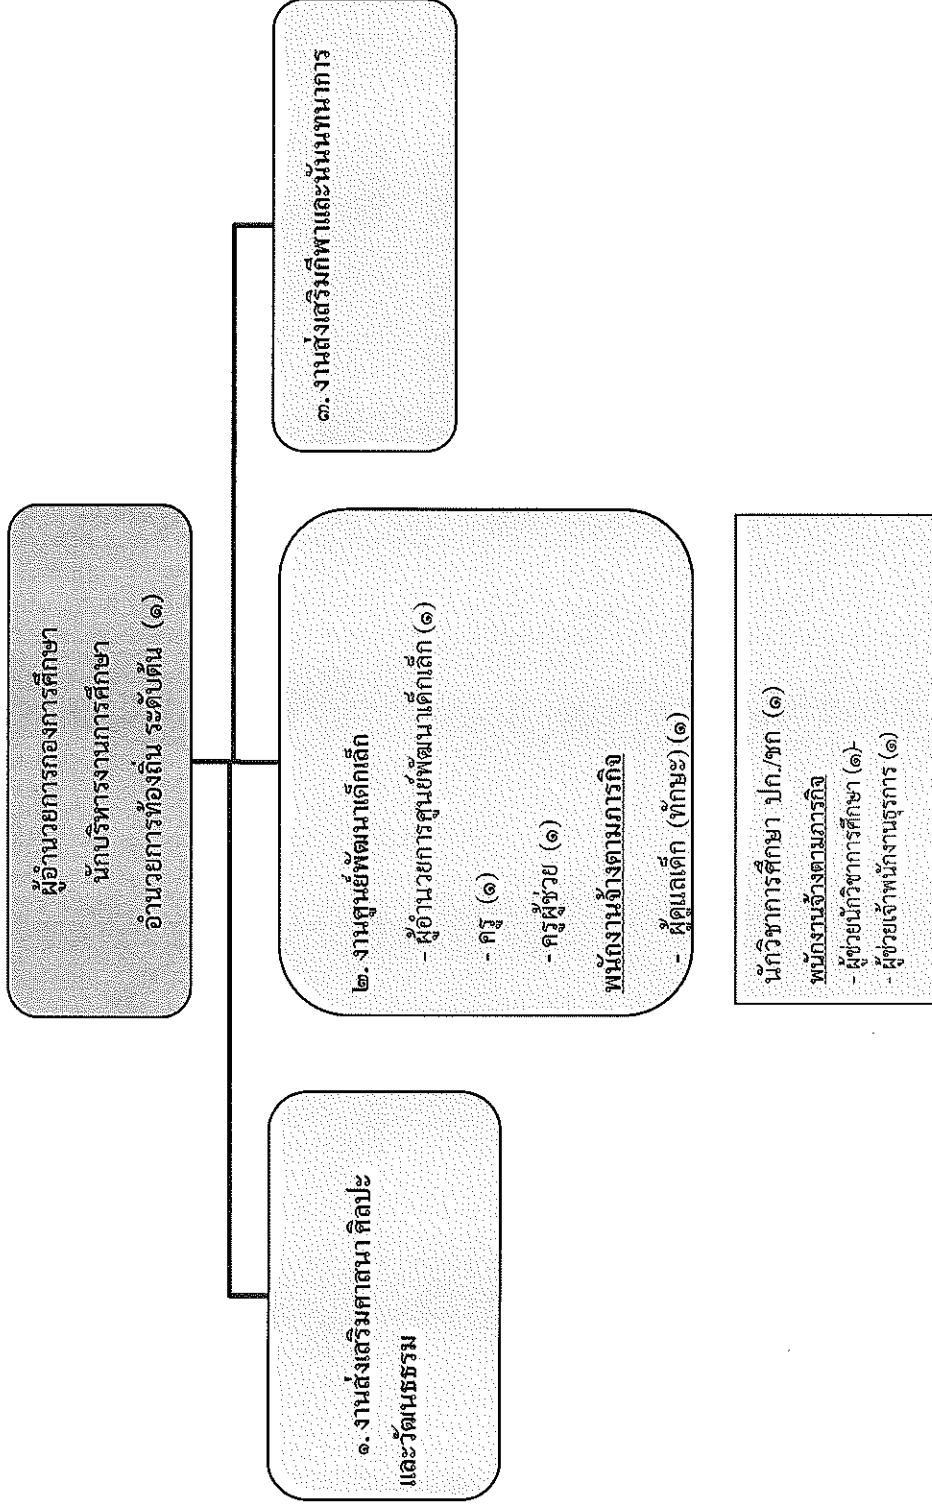 ผู้อำนวยการกองการศึกษา
นักบริหารงานการศึกษา
อำนวยการท้องถิ่น ระดับต้น (๑)
๑. งานส่งเสริมศาสนา ศิลปะ
และวัฒนธรรม
๒. งานศูนย์พัฒนาเด็กเล็ก
- ผู้อำนวยการศูนย์พัฒนาเด็กเล็ก (๑)
- ครู (๑)
- ครูผู้ช่วย (๑)
พนักงานจ้างตามภารกิจ
- ผู้ดูแลเด็ก (ทักษะ) (๑)
๓. งานส่งเสริมกีฬาและนันทนาการ
นักวิชาการศึกษา ปก./ชก (๑)
พนักงานจ้างตามภารกิจ
- ผู้ช่วยนักวิชาการศึกษา (๑)-
- ผู้ช่วยเจ้าพนักงานธุรการ (๑)